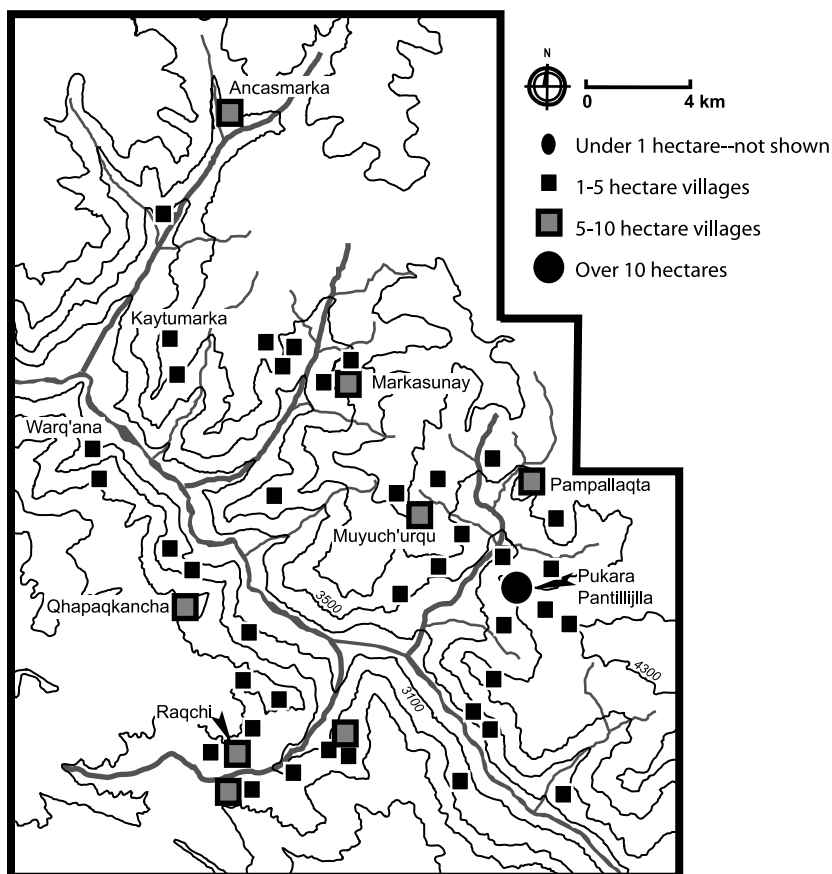 Ancasmarka
N
0 4 km
Under 1 hectare--not shown
1-5 hectare villages
5-10 hectare villages
Over 10 hectares
Kaytumarka
Markasunay
Warq'ana
Pampallaqta
Muyuch'urqu
Pukara
Pantillijlla
Qhapaqkancha
3500
4300
3100
Raqchi